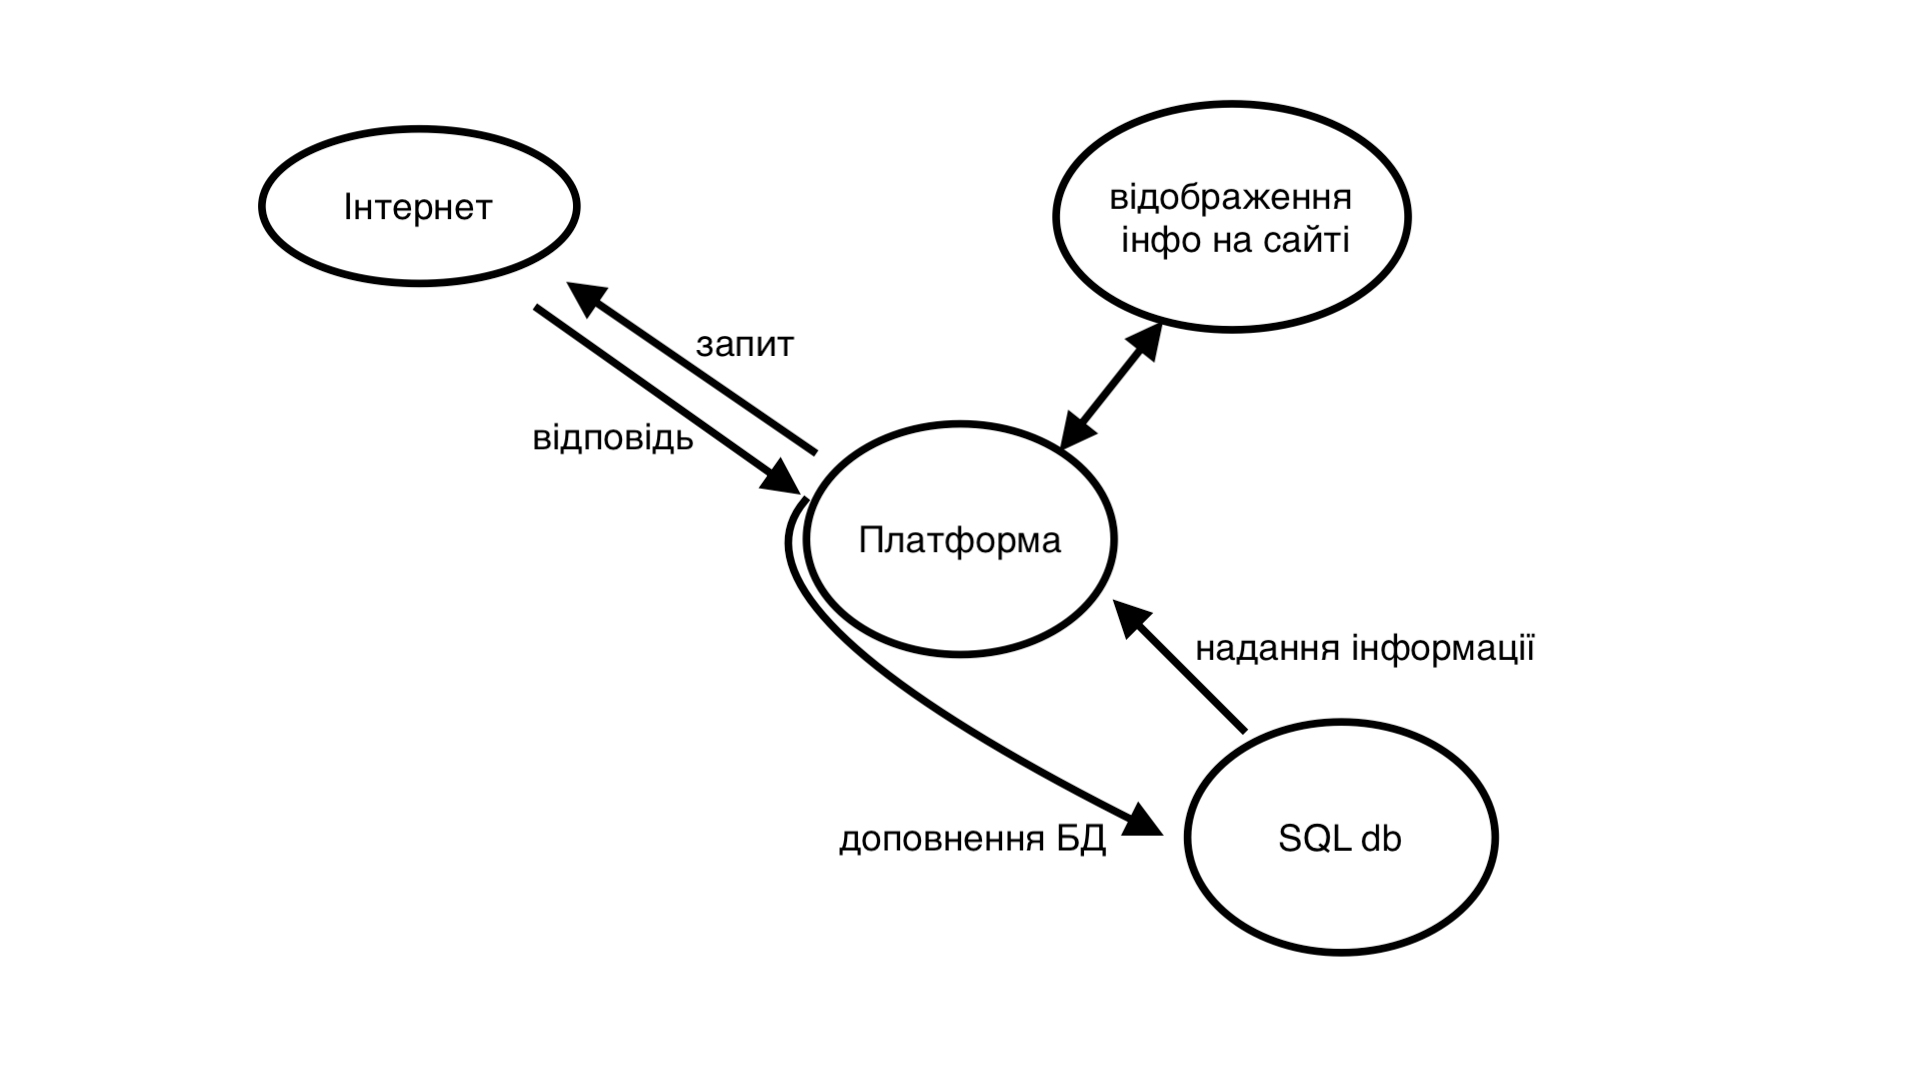 Інтернет
відображення
інфо на сайті
запит
відповідь
Платформа
надання інформації
доповнення БД
SQL db